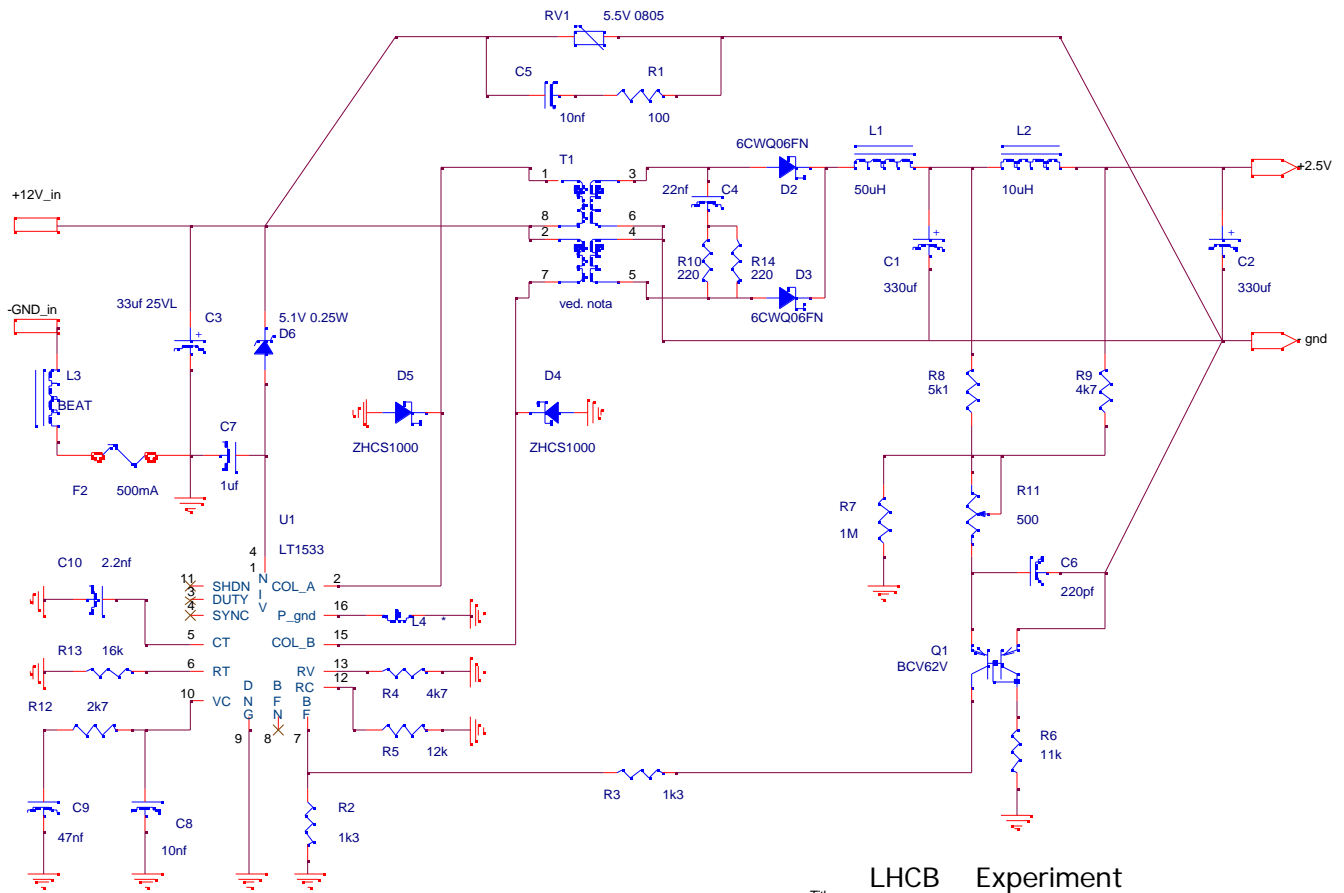 RV1 5.5V 0805
C5 R1
10nf 100
6CWQ06FN L1 L2
T1
1 3
22nf C4 D2 50uH 10uH +2.5V
+12V_in
8 6
2 4
R10 R14
220 220
D3
C1 C2
7 5
330uf 330uf
ved. nota
6CWQ06FN
33uf 25VL
C3
5.1V 0.25W
D6
-GND_in
gnd
L3
BEAT
D5 D4
ZHCS1000 ZHCS1000
R8
5k1
R9
4k7
C7
1uf
F2 500mA
R7
1M
R11
500
U1
LT1533
C10 2.2nf
4
1
11 SHDN
3 DUTY
4 SYNC
5 CT
6 RT
10 VC
N
I
V
COL_A 2
P_gnd 16
L4 *
COL_B 15
RV 13
RC 12
D
N
G
B
F
N
B
F
9 8 7
R13 16k
R12 2k7
R4 4k7
R5 12k
C6
220pf
Q1
BCV62V
R6
11k
R3 1k3
R2
1k3
C9
47nf
C8
10nf
LHCB Experiment